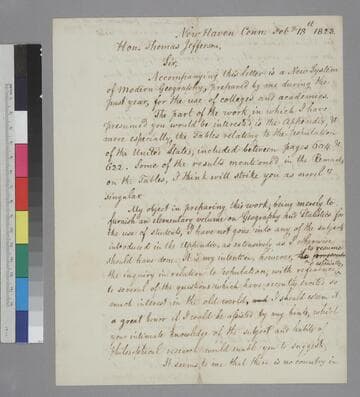 New Haven Conn. Feb. 13th 1823.
Hon. Thomas Jefferson,
Sir,
Accompanying this letter is a New System
of Modern Geography, prepared by me during the
past year, for the use of colleges and academies.
The part of the work in which I have
presumed you would be interested is the Appendix, &
more especially, the Tables relating to the Population
of the United States, included between pages 604 &
622. Some of the results mentioned in the Remarks
on the Tables, I think will strike you as novel &
singular.
My object in preparing this work, being merely to
furnish an elementary volume on Geography and Statistics for
the use of students, I have not gone into any of the subjects
introduced in the Appendix as extensively as I otherwise
should have done. It is my intention, however, to resume
the inquiry in relation to population, with reference
to several of the questions which have recently excited so
much interest in the old world, and I should esteem it
a great honor if I could be assisted by any hints, which
your intimate knowledge of the subject and habits of
Philosophical research would enable you to suggest.
It seems to me that there is no country in